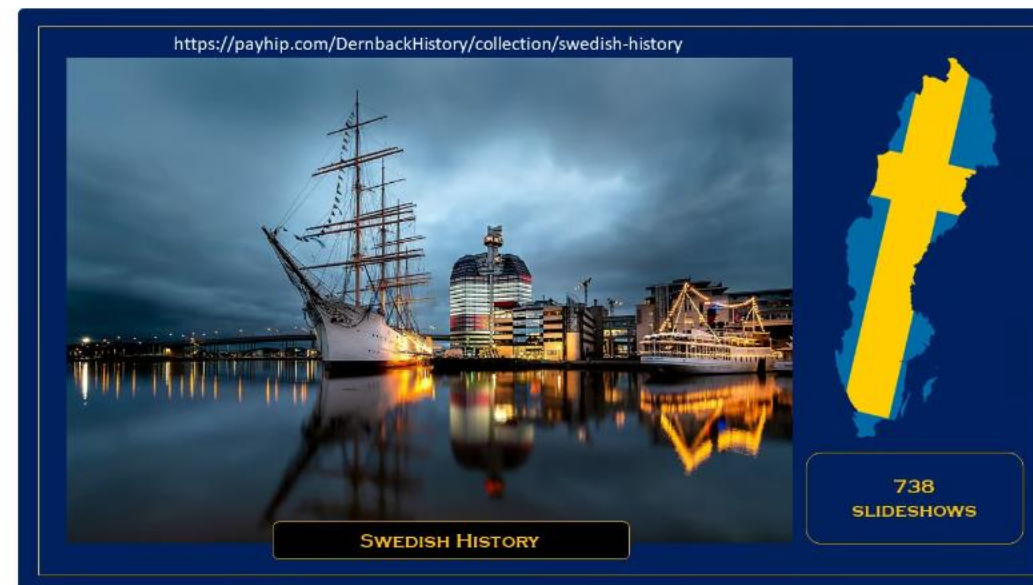 https://payhip.com/DernbackHistory/collection/swedish-history
738
SLIDESHOWS
SWEDISH HISTORY